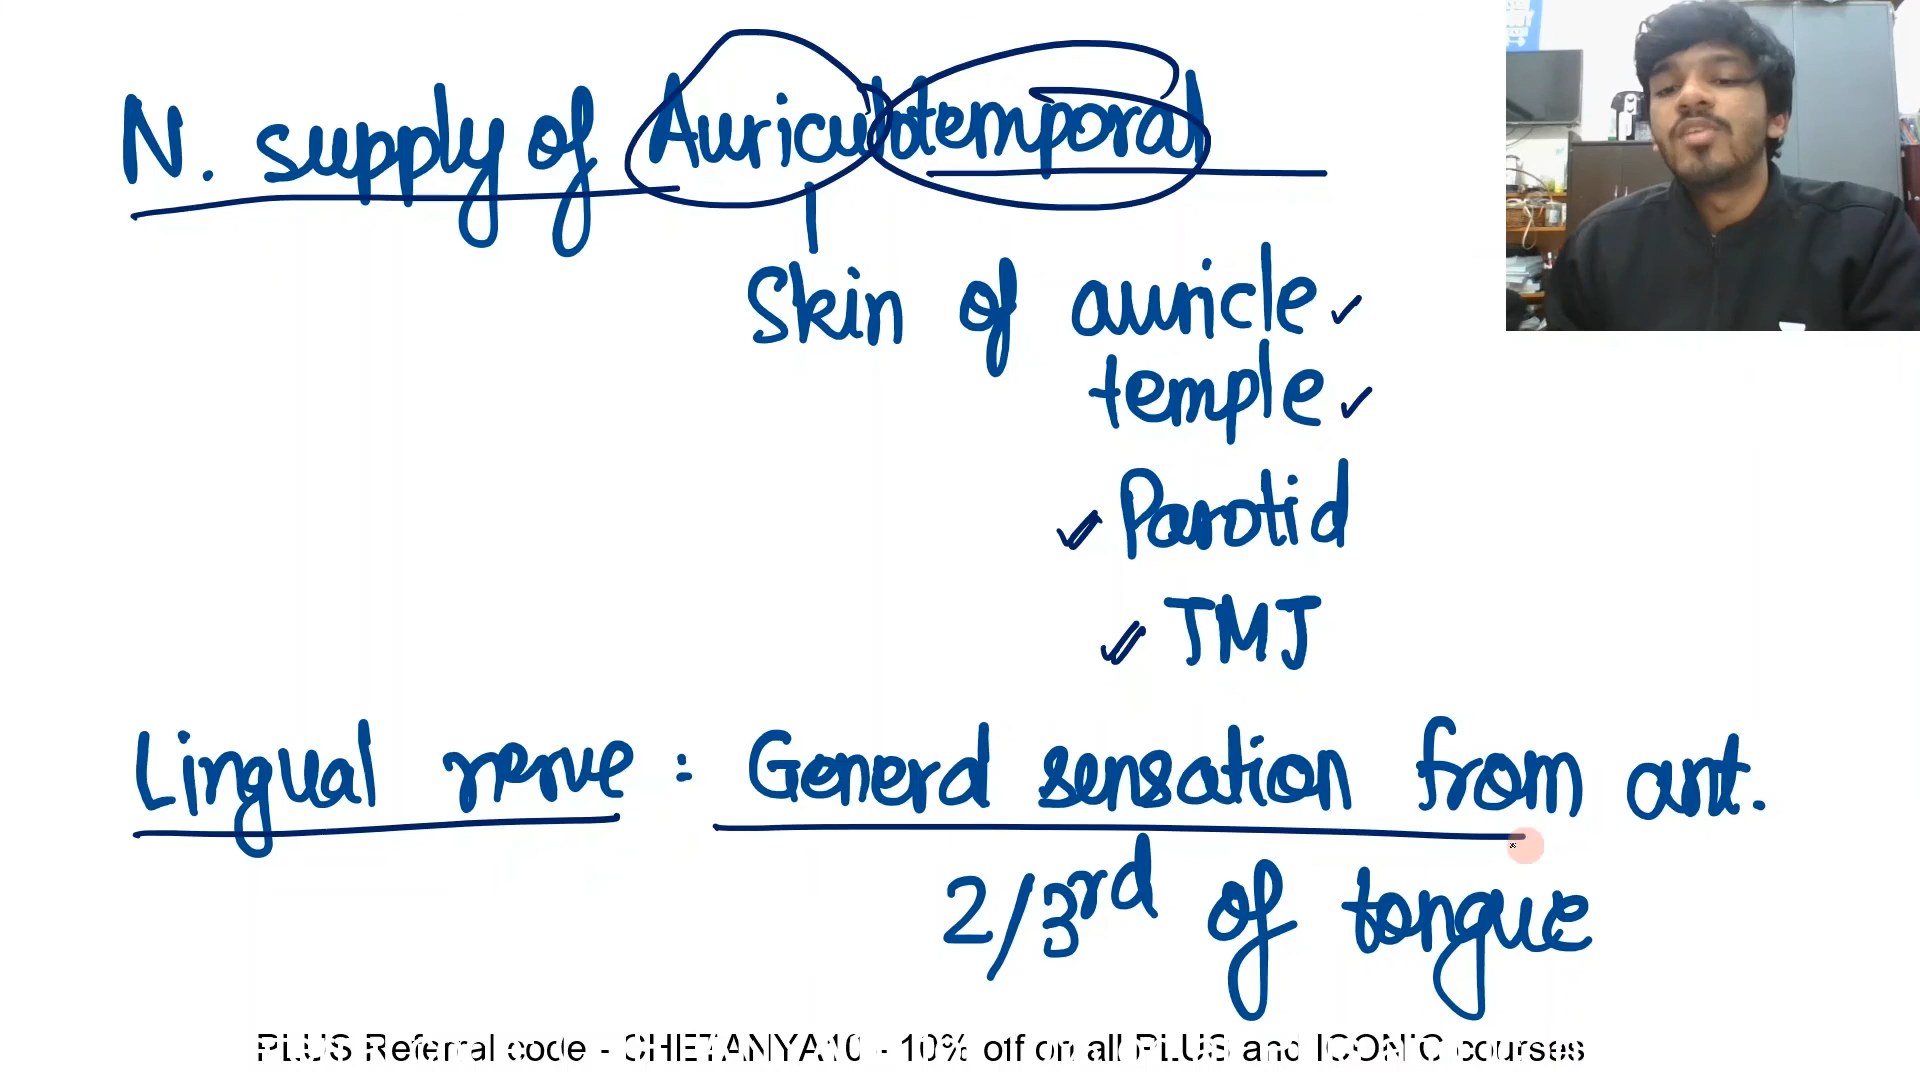 N. supply of Auriculotemporal
Skin of auricle ✓
temple ✓
✓ Parotid
✓ TMJ
Lingual nerve : General sensation from ant.
2/3rd of tongue
PLUS Referral code - CHETANYA10 - 10% off on all PLUS and ICONIC courses